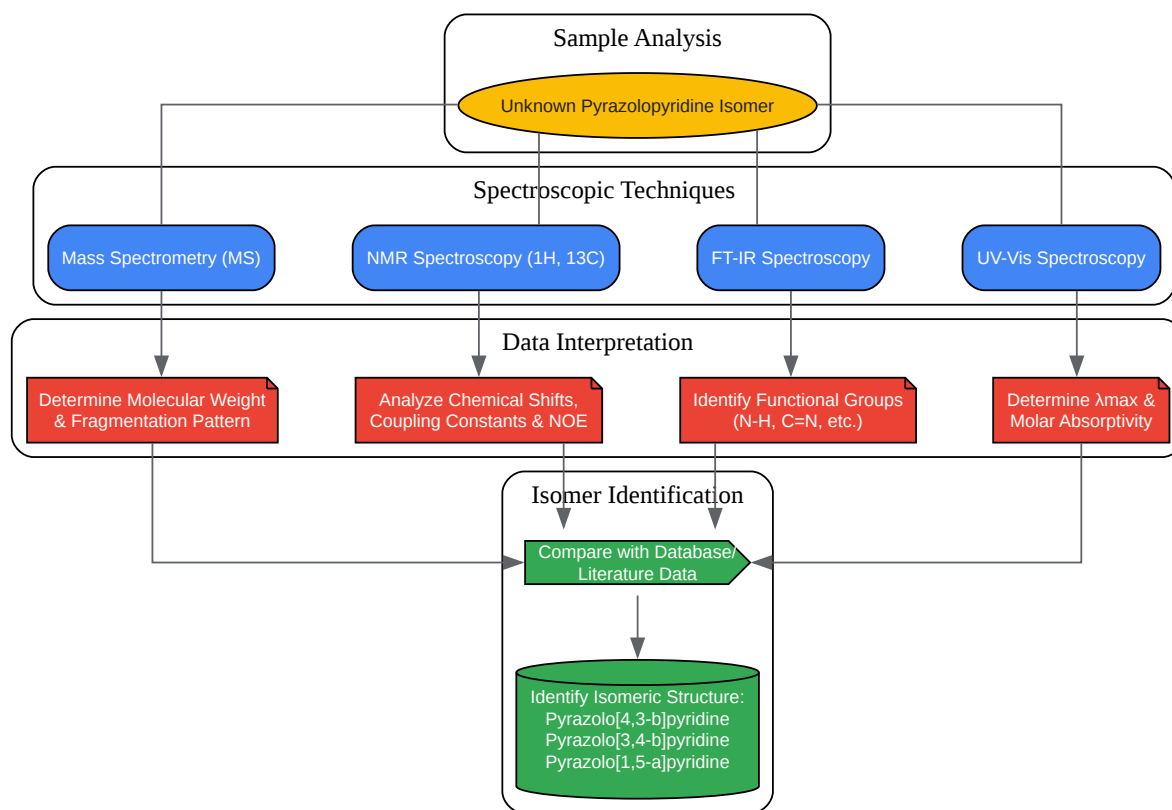 Sample Analysis
Unknown Pyrazolopyridine Isomer
Spectroscopic Techniques
Mass Spectrometry (MS)
NMR Spectroscopy (1H, 13C)
FT-IR Spectroscopy
UV-Vis Spectroscopy
Data Interpretation
Determine Molecular Weight
& Fragmentation Pattern
Analyze Chemical Shifts,
Coupling Constants & NOE
Identify Functional Groups
(N-H, C=N, etc.)
Determine λmax &
Molar Absorptivity
Isomer Identification
Compare with Database/
Literature Data
Identify Isomeric Structure:
Pyrazolo[4,3-b]pyridine
Pyrazolo[3,4-b]pyridine
Pyrazolo[1,5-a]pyridine